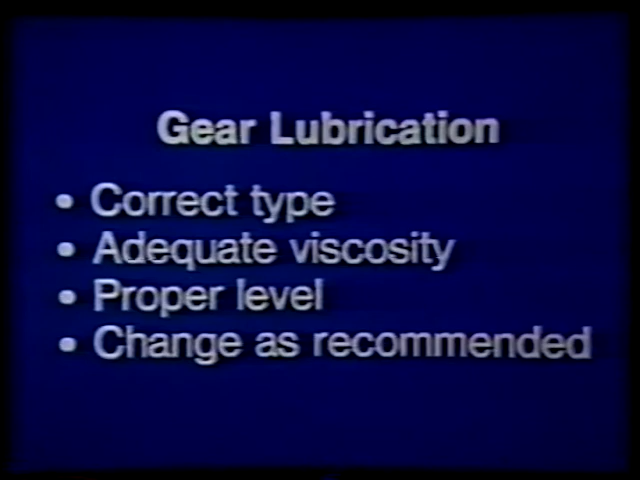 Gear Lubrication
• Correct type
• Adequate viscosity
• Proper level
• Change as recommended